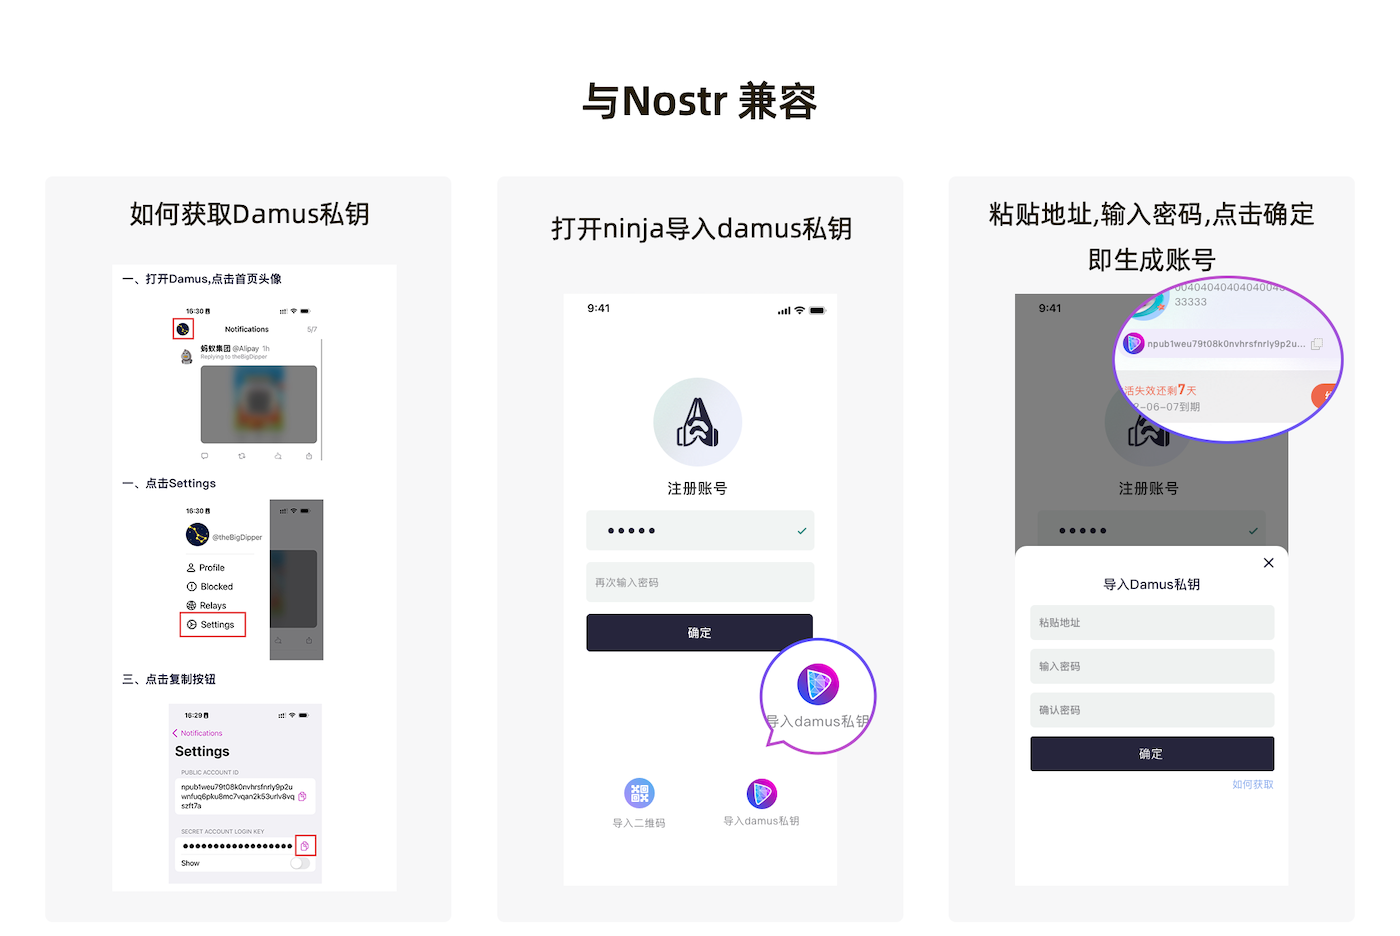 与Nostr 兼容
如何获取Damus私钥
一、打开Damus,点击首页头像
16:30
Notifications
5/7
蚂蚁集团 @Alipay 1h
Replying to theBigDipper
一、点击Settings
16:30
@theBigDipper
Profile
Blocked
Relays
Settings
三、点击复制按钮
16:29
Notifications
Settings
PUBLIC ACCOUNT ID
npub1weu79t08k0nvhrsfnrly9p2u
wnfuq6pku8mc7vqan2k53urlv8vq
szft7a
SECRET ACCOUNT LOGIN KEY
Show
打开ninja导入damus私钥
9:41
注册账号
再次输入密码
确定
导入damus私钥
导入二维码
导入damus私钥
粘贴地址,输入密码,点击确定
即生成账号
9:41
33333
npub1weu79t08k0nvhrsfnrly9p2u...
活失效还剩7天
-06-07到期
注册账号
导入Damus私钥
粘贴地址
输入密码
确认密码
确定
如何获取